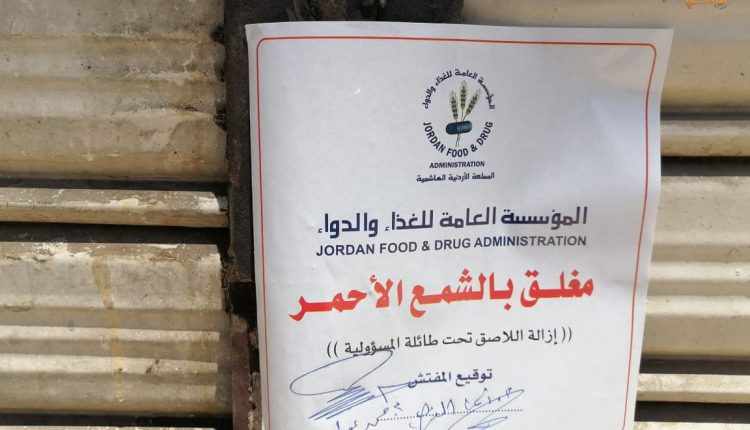 المؤسسة العامة للغذاء والدواء
JORDAN FOOD & DRUG
ADMINISTRATION
المملكة الأردنية الهاشمية
المؤسسة العامة للغذاء والدواء
JORDAN FOOD & DRUG ADMINISTRATION
مغلق بالشمع الأحمر
(( إزالة اللاصق تحت طائلة المسؤولية ))
توقيع المفتش